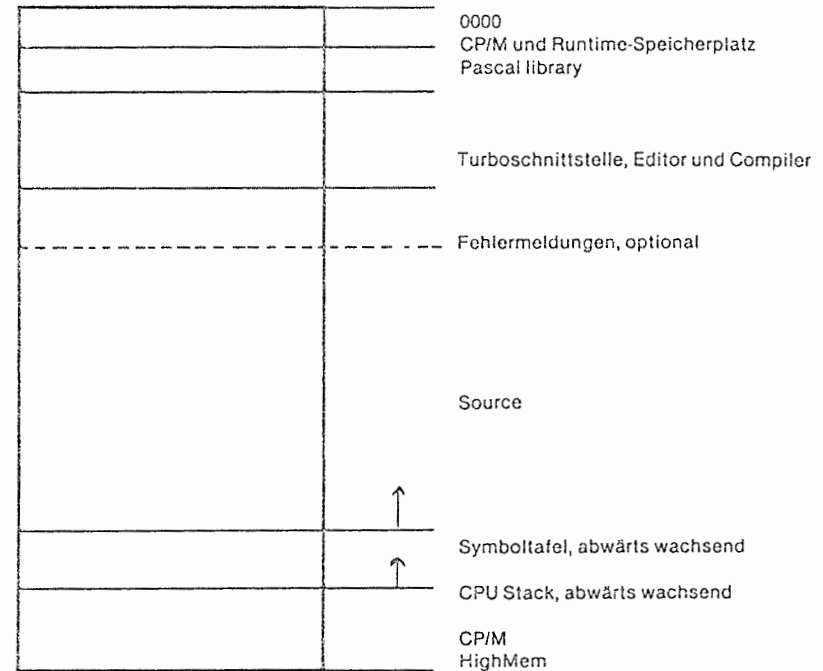 0000
CP/M und Runtime-Speicherplatz
Pascal library
Turboschnittstelle, Editor und Compiler
Fehlermeldungen, optional
Source
Symboltafel, abwärts wachsend
CPU Stack, abwärts wachsend
CP/M
HighMem